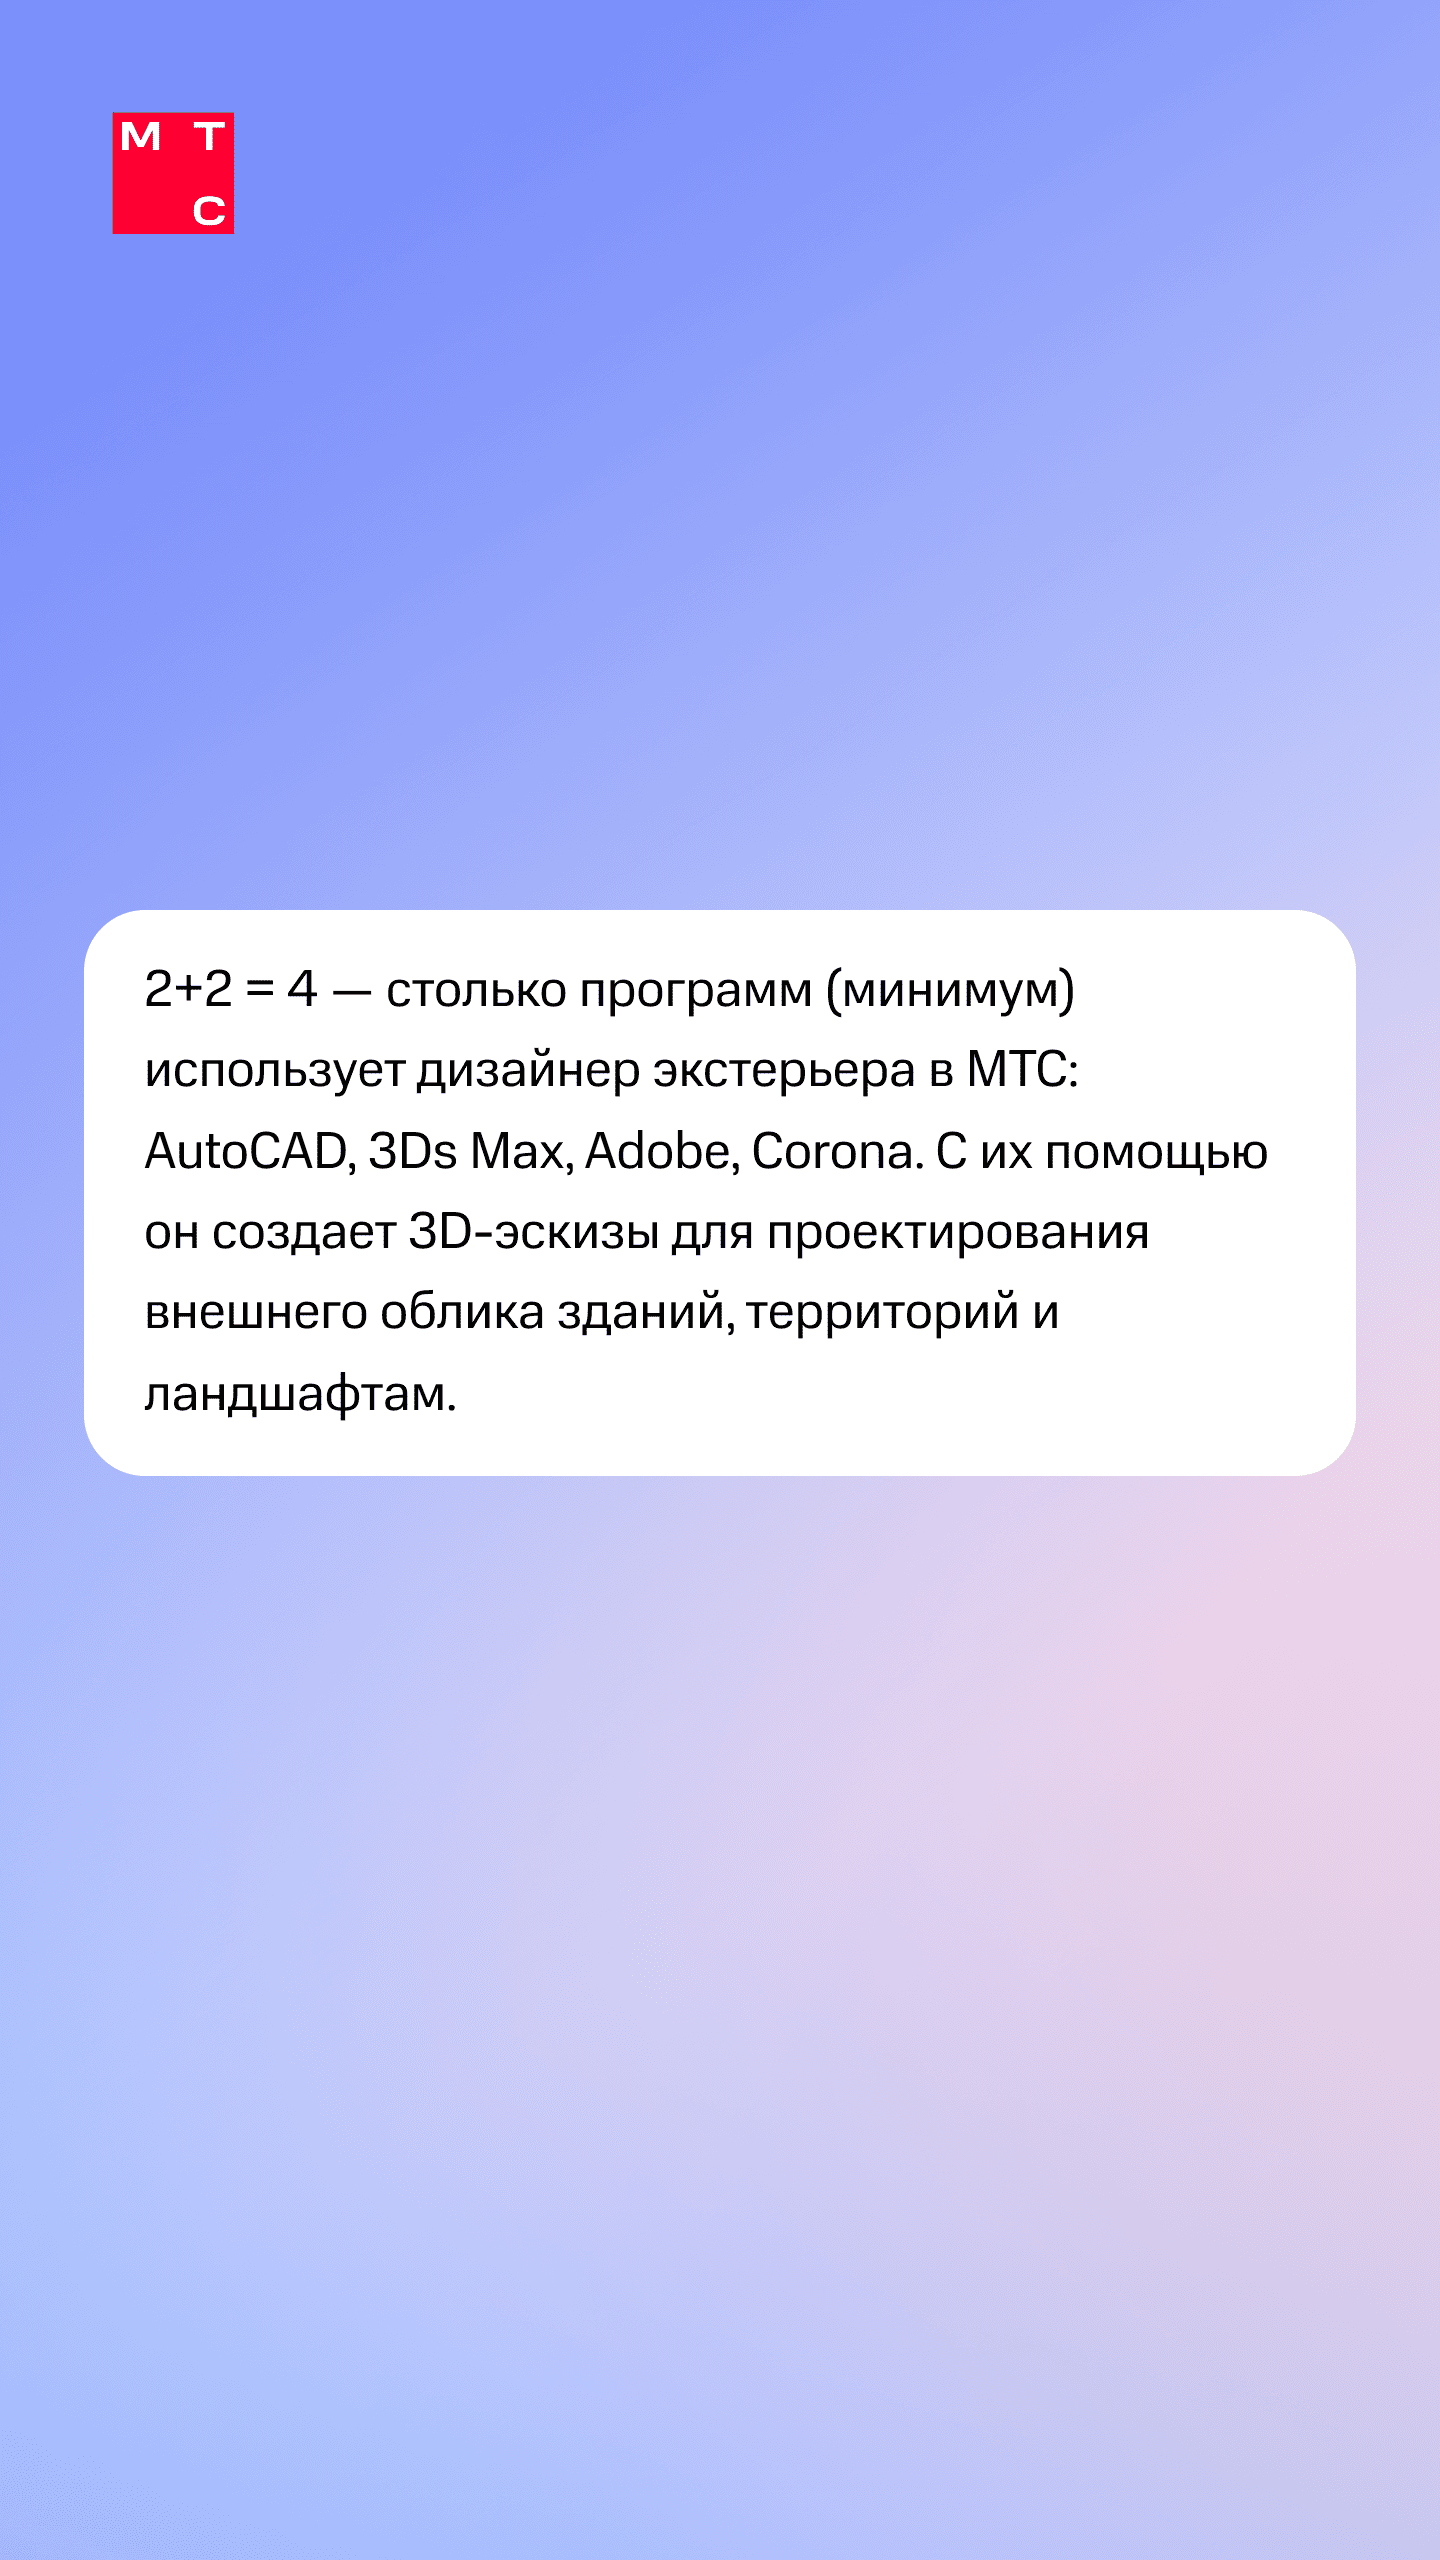 М Т
С
2+2 = 4 — столько программ (минимум)
использует дизайнер экстерьера в МТС:
AutoCAD, 3Ds Max, Adobe, Corona. С их помощью
он создает 3D-эскизы для проектирования
внешнего облика зданий, территорий и
ландшафтам.